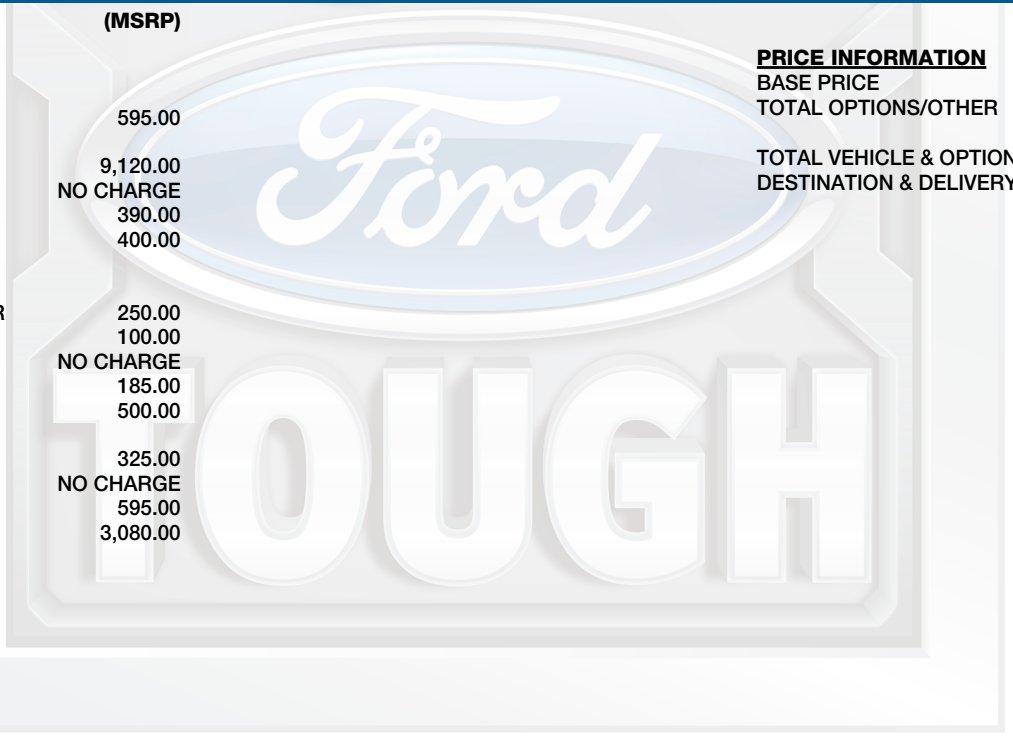 (MSRP)
595.00
9,120.00
NO CHARGE
390.00
400.00
R 250.00
100.00
NO CHARGE
185.00
500.00
325.00
NO CHARGE
595.00
3,080.00
PRICE INFORMATION
BASE PRICE
TOTAL OPTIONS/OTHER
TOTAL VEHICLE & OPTION
DESTINATION & DELIVERY
Ford
TOUGH